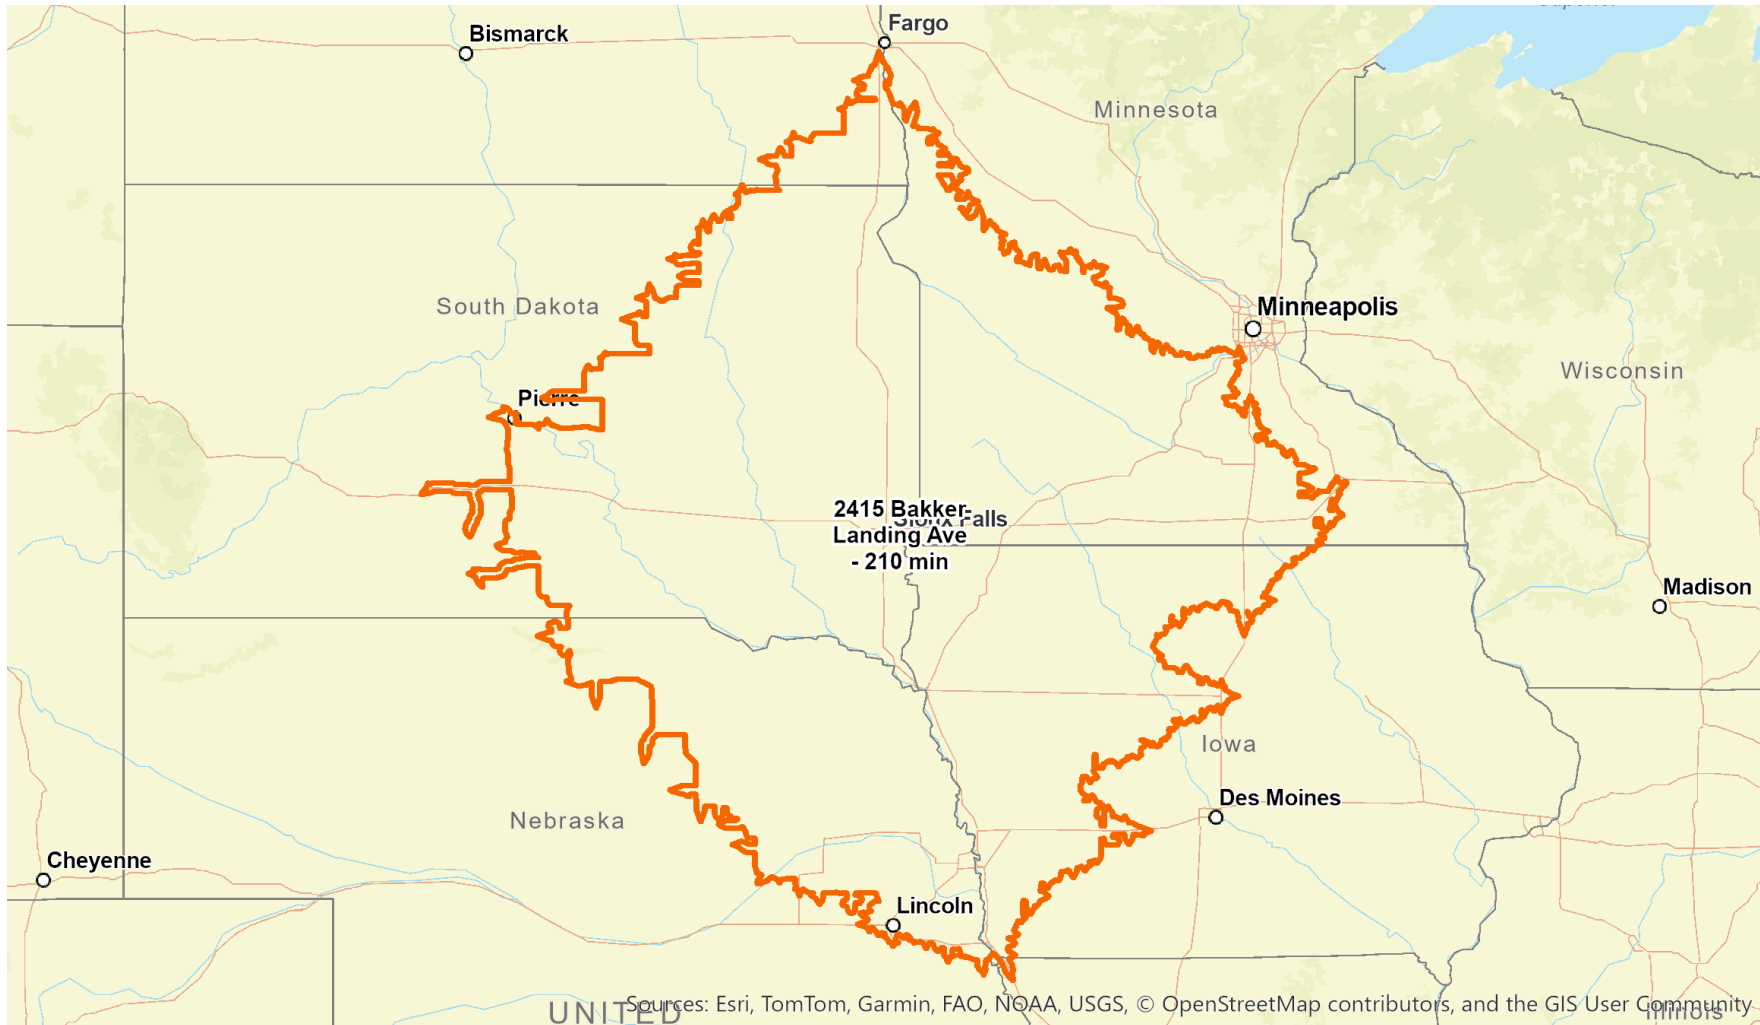 Superior
Fargo
Bismarck
Minnesota
South Dakota
Minneapolis
Wisconsin
Pierre
2415 Bakker
Sioux Falls
Landing Ave
- 210 min
Madison
Iowa
Des Moines
Nebraska
Cheyenne
Lincoln
UNITED
Sources: Esri, TomTom, Garmin, FAO, NOAA, USGS, © OpenStreetMap contributors, and the GIS User Community
Illinois